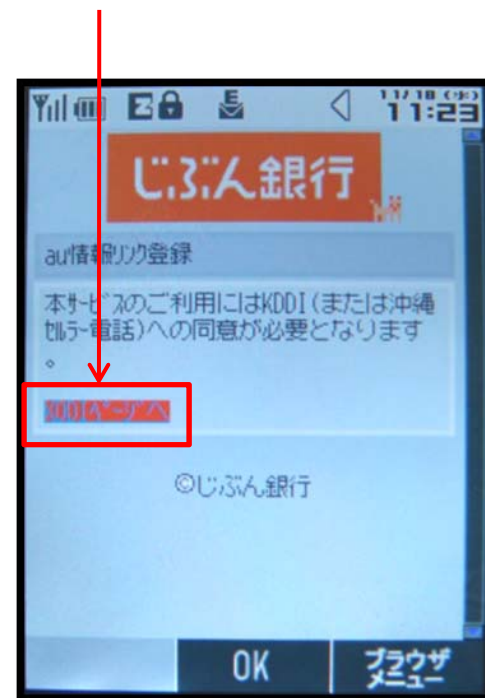 11/18(水)
11:23
じぶん銀行
au情報リンク登録
本ｻｰﾋﾞｽのご利用にはKDDI(または沖縄
ｾﾙﾗｰ電話)への同意が必要となります
。
KDDIﾍﾟｰｼﾞへ
©じぶん銀行
OK
ブラウザ
メニュー